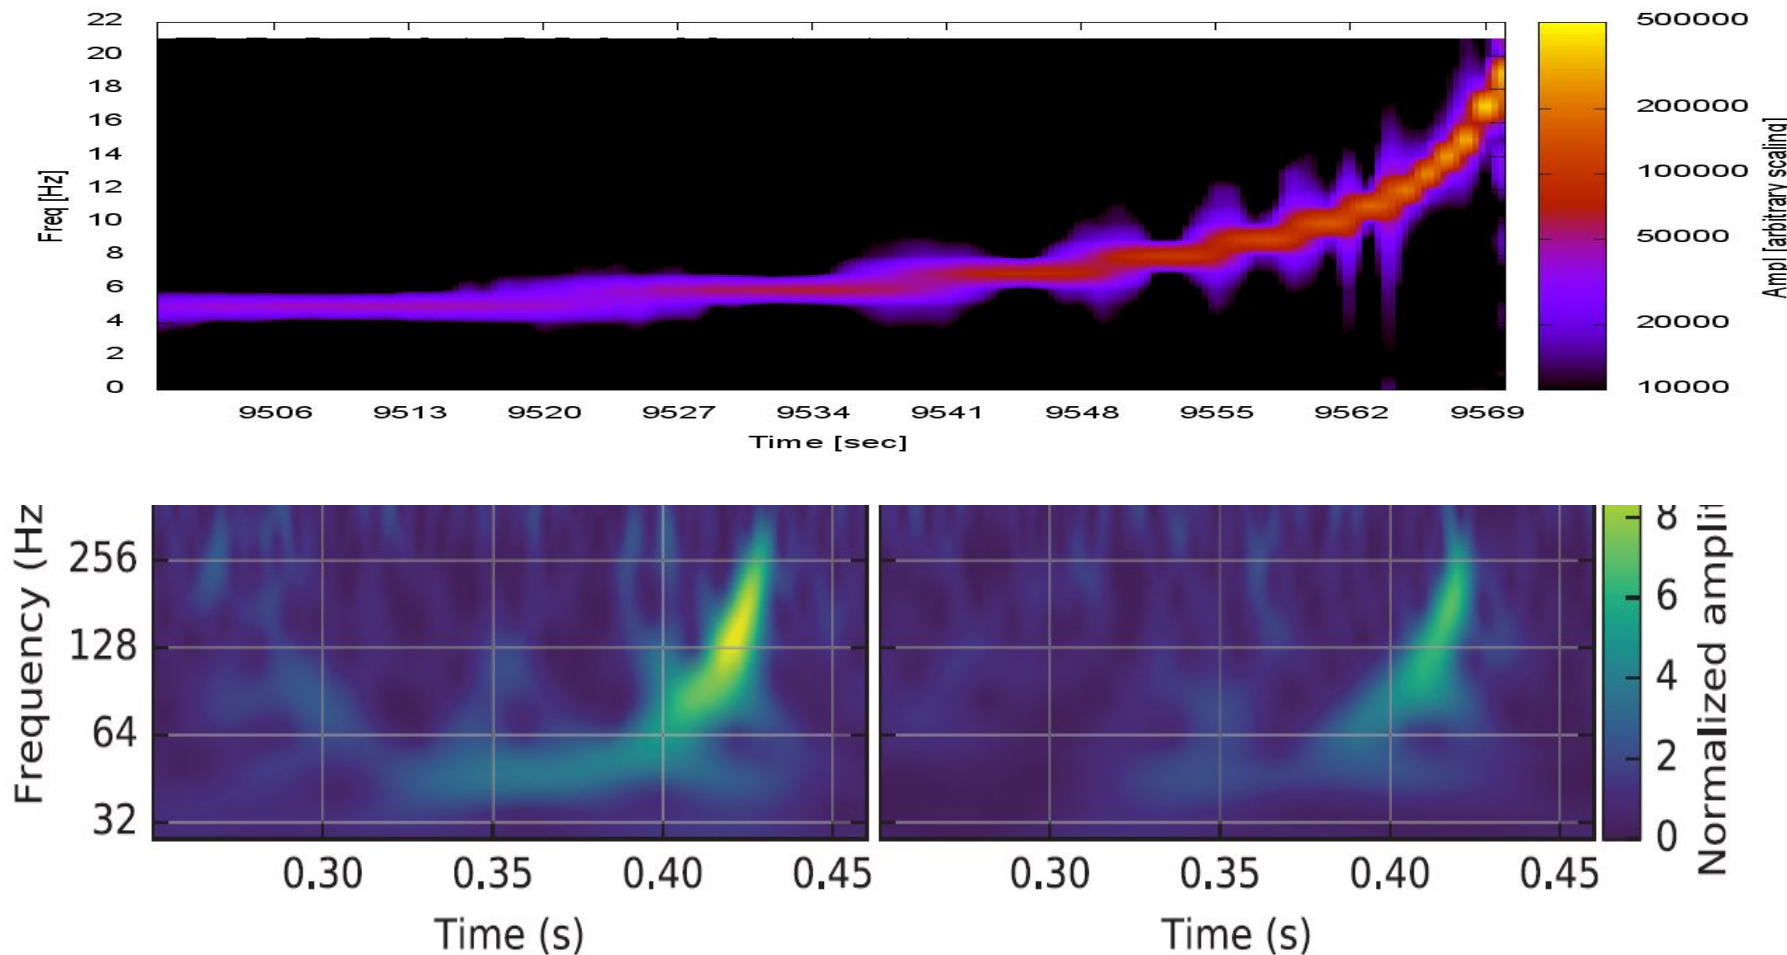 22
20
18
16
14
12
10
8
6
4
2
0
Freq [Hz]
9506 9513 9520 9527 9534 9541 9548 9555 9562 9569
Time [sec]
500000
200000
100000
50000
20000
10000
Ampl [arbitrary scaling]
Frequency (Hz
256
128
64
32
0.30 0.35 0.40 0.45
Time (s)
0.30 0.35 0.40 0.45
Time (s)
8
6
4
2
0
Normalized amplit